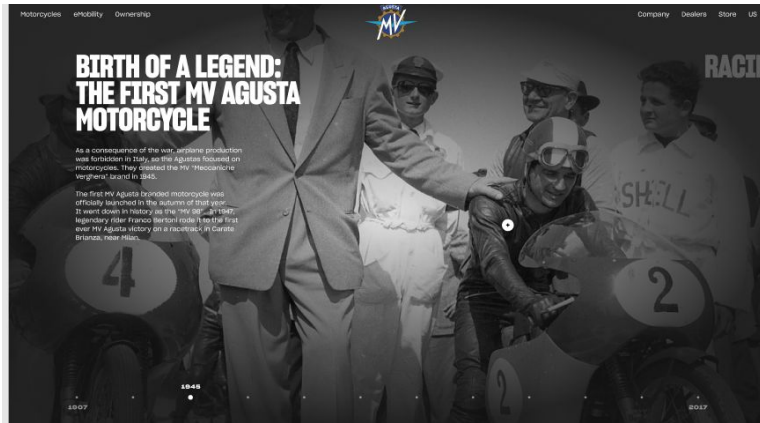 Motorcycles eMobility Ownership
AGUSTA
MV
Company Dealers Store US
BIRTH OF A LEGEND:
THE FIRST MV AGUSTA
MOTORCYCLE
RACI
As a consequence of the war, airplane production
was forbidden in Italy, so the Agustas focused on
motorcycles. They created the MV “Meccaniche
Verghera” brand in 1945.
The first MV Agusta branded motorcycle was
officially launched in the autumn of that year.
It went down in history as the "MV 98". In 1947,
legendary rider Franco Bertoni rode it to the first
ever MV Agusta victory on a racetrack in Carate
Brianza, near Milan.
SHELL
4
2
2
1945
1907
2017